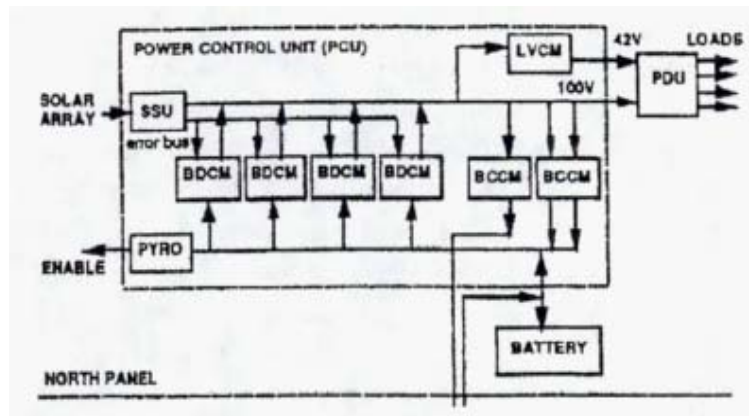 POWER CONTROL UNIT (PCU)
LVCM
42V
LOADS
100V
PDU
SOLAR
ARRAY
SSU
error bus
BDCM
BDCM
BDCM
BDCM
BCCM
BCCM
PYRO
ENABLE
BATTERY
NORTH PANEL